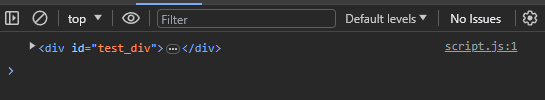 top Filter Default levels No Issues
<div id="test_div">…</div> script.js:1